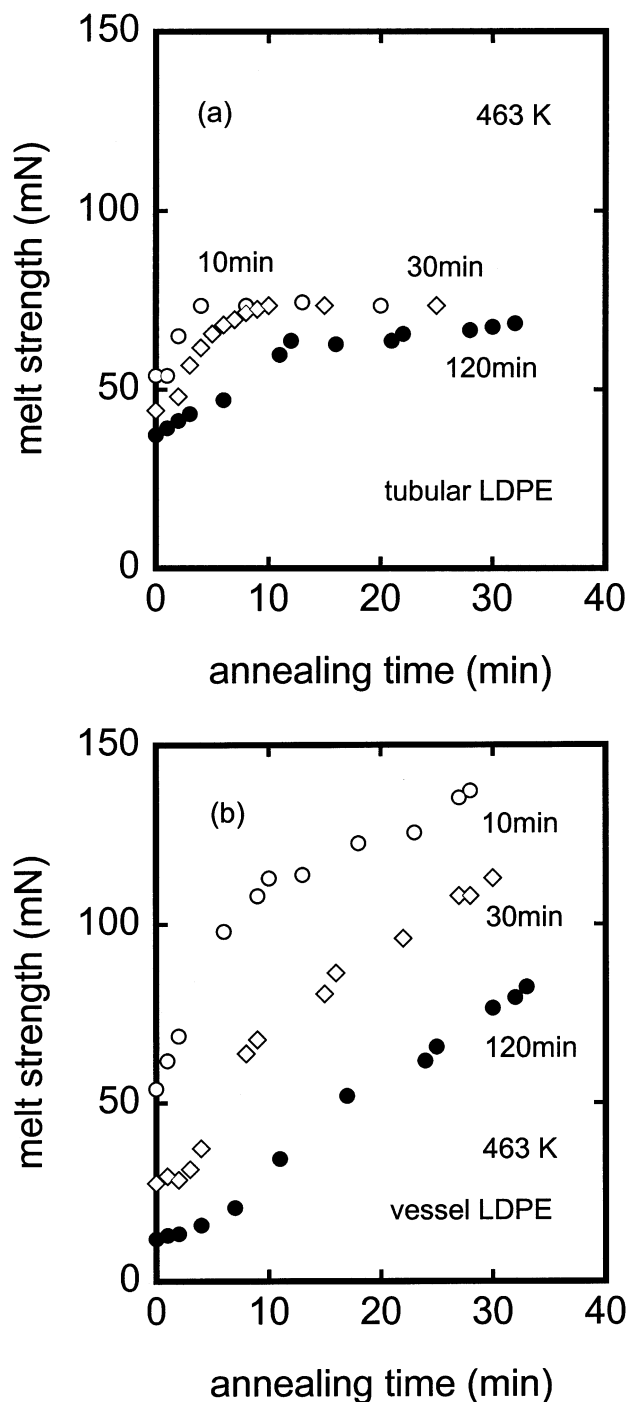 150
(a)
463 K
100
10min
30min
50
120min
tubular LDPE
0
0 10 20 30 40
melt strength (mN)
annealing time (min)
150
(b)
10min
100
30min
120min
50
463 K
vessel LDPE
0
0 10 20 30 40
melt strength (mN)
annealing time (min)